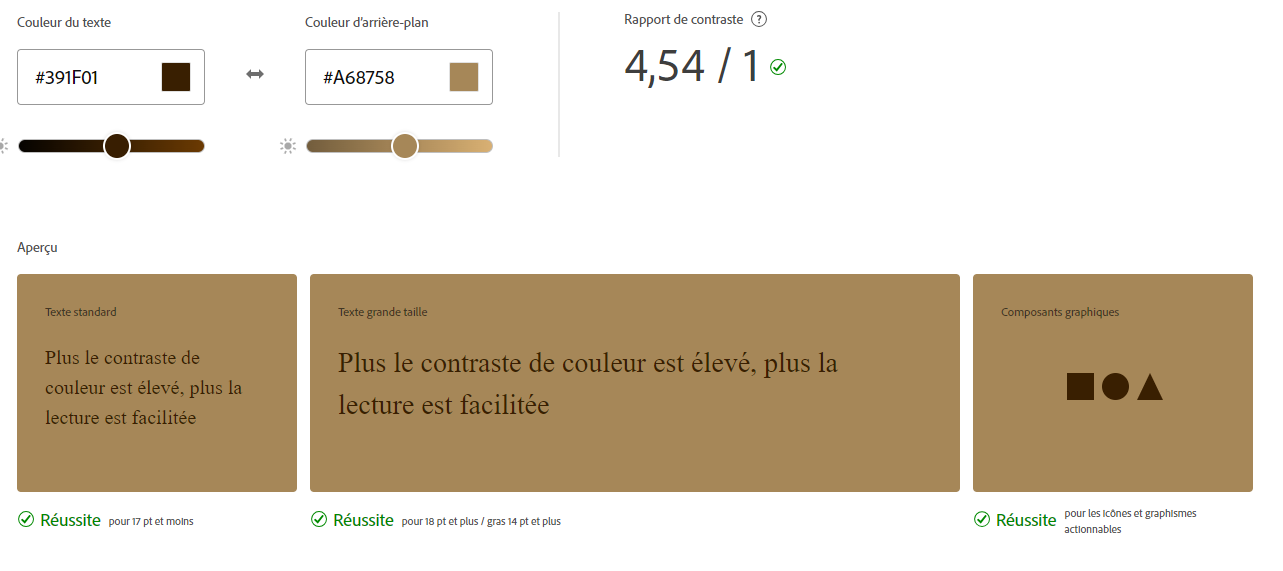 Couleur du texte
Couleur d'arrière-plan
Rapport de contraste ?
#391F01
#A68758
4,54 / 1
Aperçu
Texte standard
Plus le contraste de
couleur est élevé, plus la
lecture est facilitée
Texte grande taille
Plus le contraste de couleur est élevé, plus la
lecture est facilitée
Composants graphiques
Réussite pour 17 pt et moins
Réussite pour 18 pt et plus / gras 14 pt et plus
Réussite pour les icônes et graphismes
actionnables